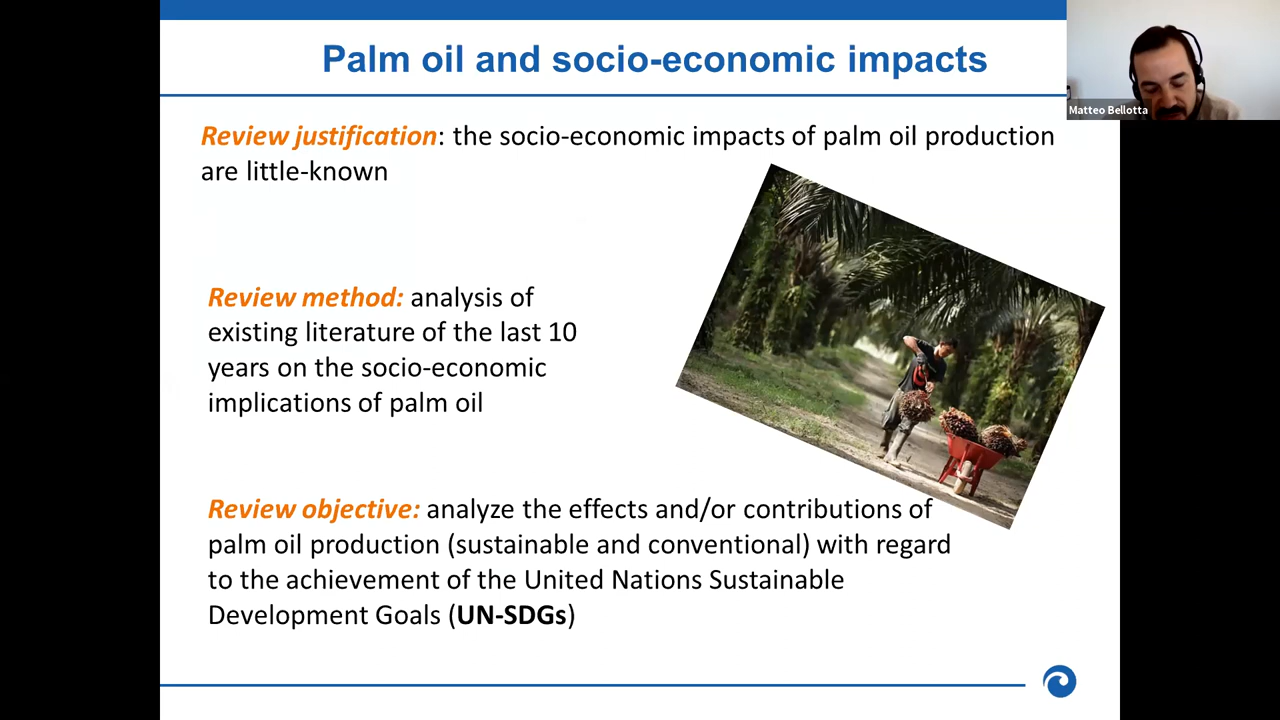 Palm oil and socio-economic impacts
Matteo Bellotta
Review justification: the socio-economic impacts of palm oil production
are little-known
Review method: analysis of
existing literature of the last 10
years on the socio-economic
implications of palm oil
Review objective: analyze the effects and/or contributions of
palm oil production (sustainable and conventional) with regard
to the achievement of the United Nations Sustainable
Development Goals (UN-SDGs)